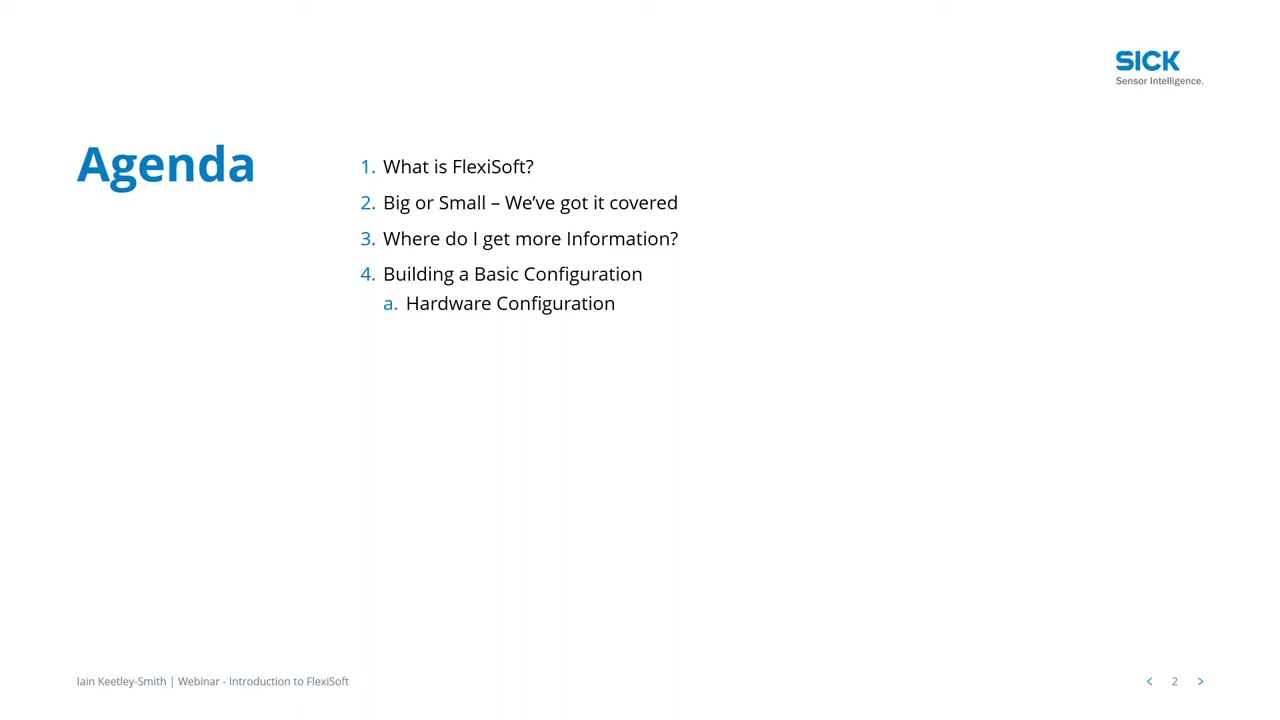 SICK
Sensor Intelligence.
Agenda
1. What is FlexiSoft?
2. Big or Small – We’ve got it covered
3. Where do I get more Information?
4. Building a Basic Configuration
a. Hardware Configuration
Iain Keetley-Smith | Webinar - Introduction to FlexiSoft
< 2 >